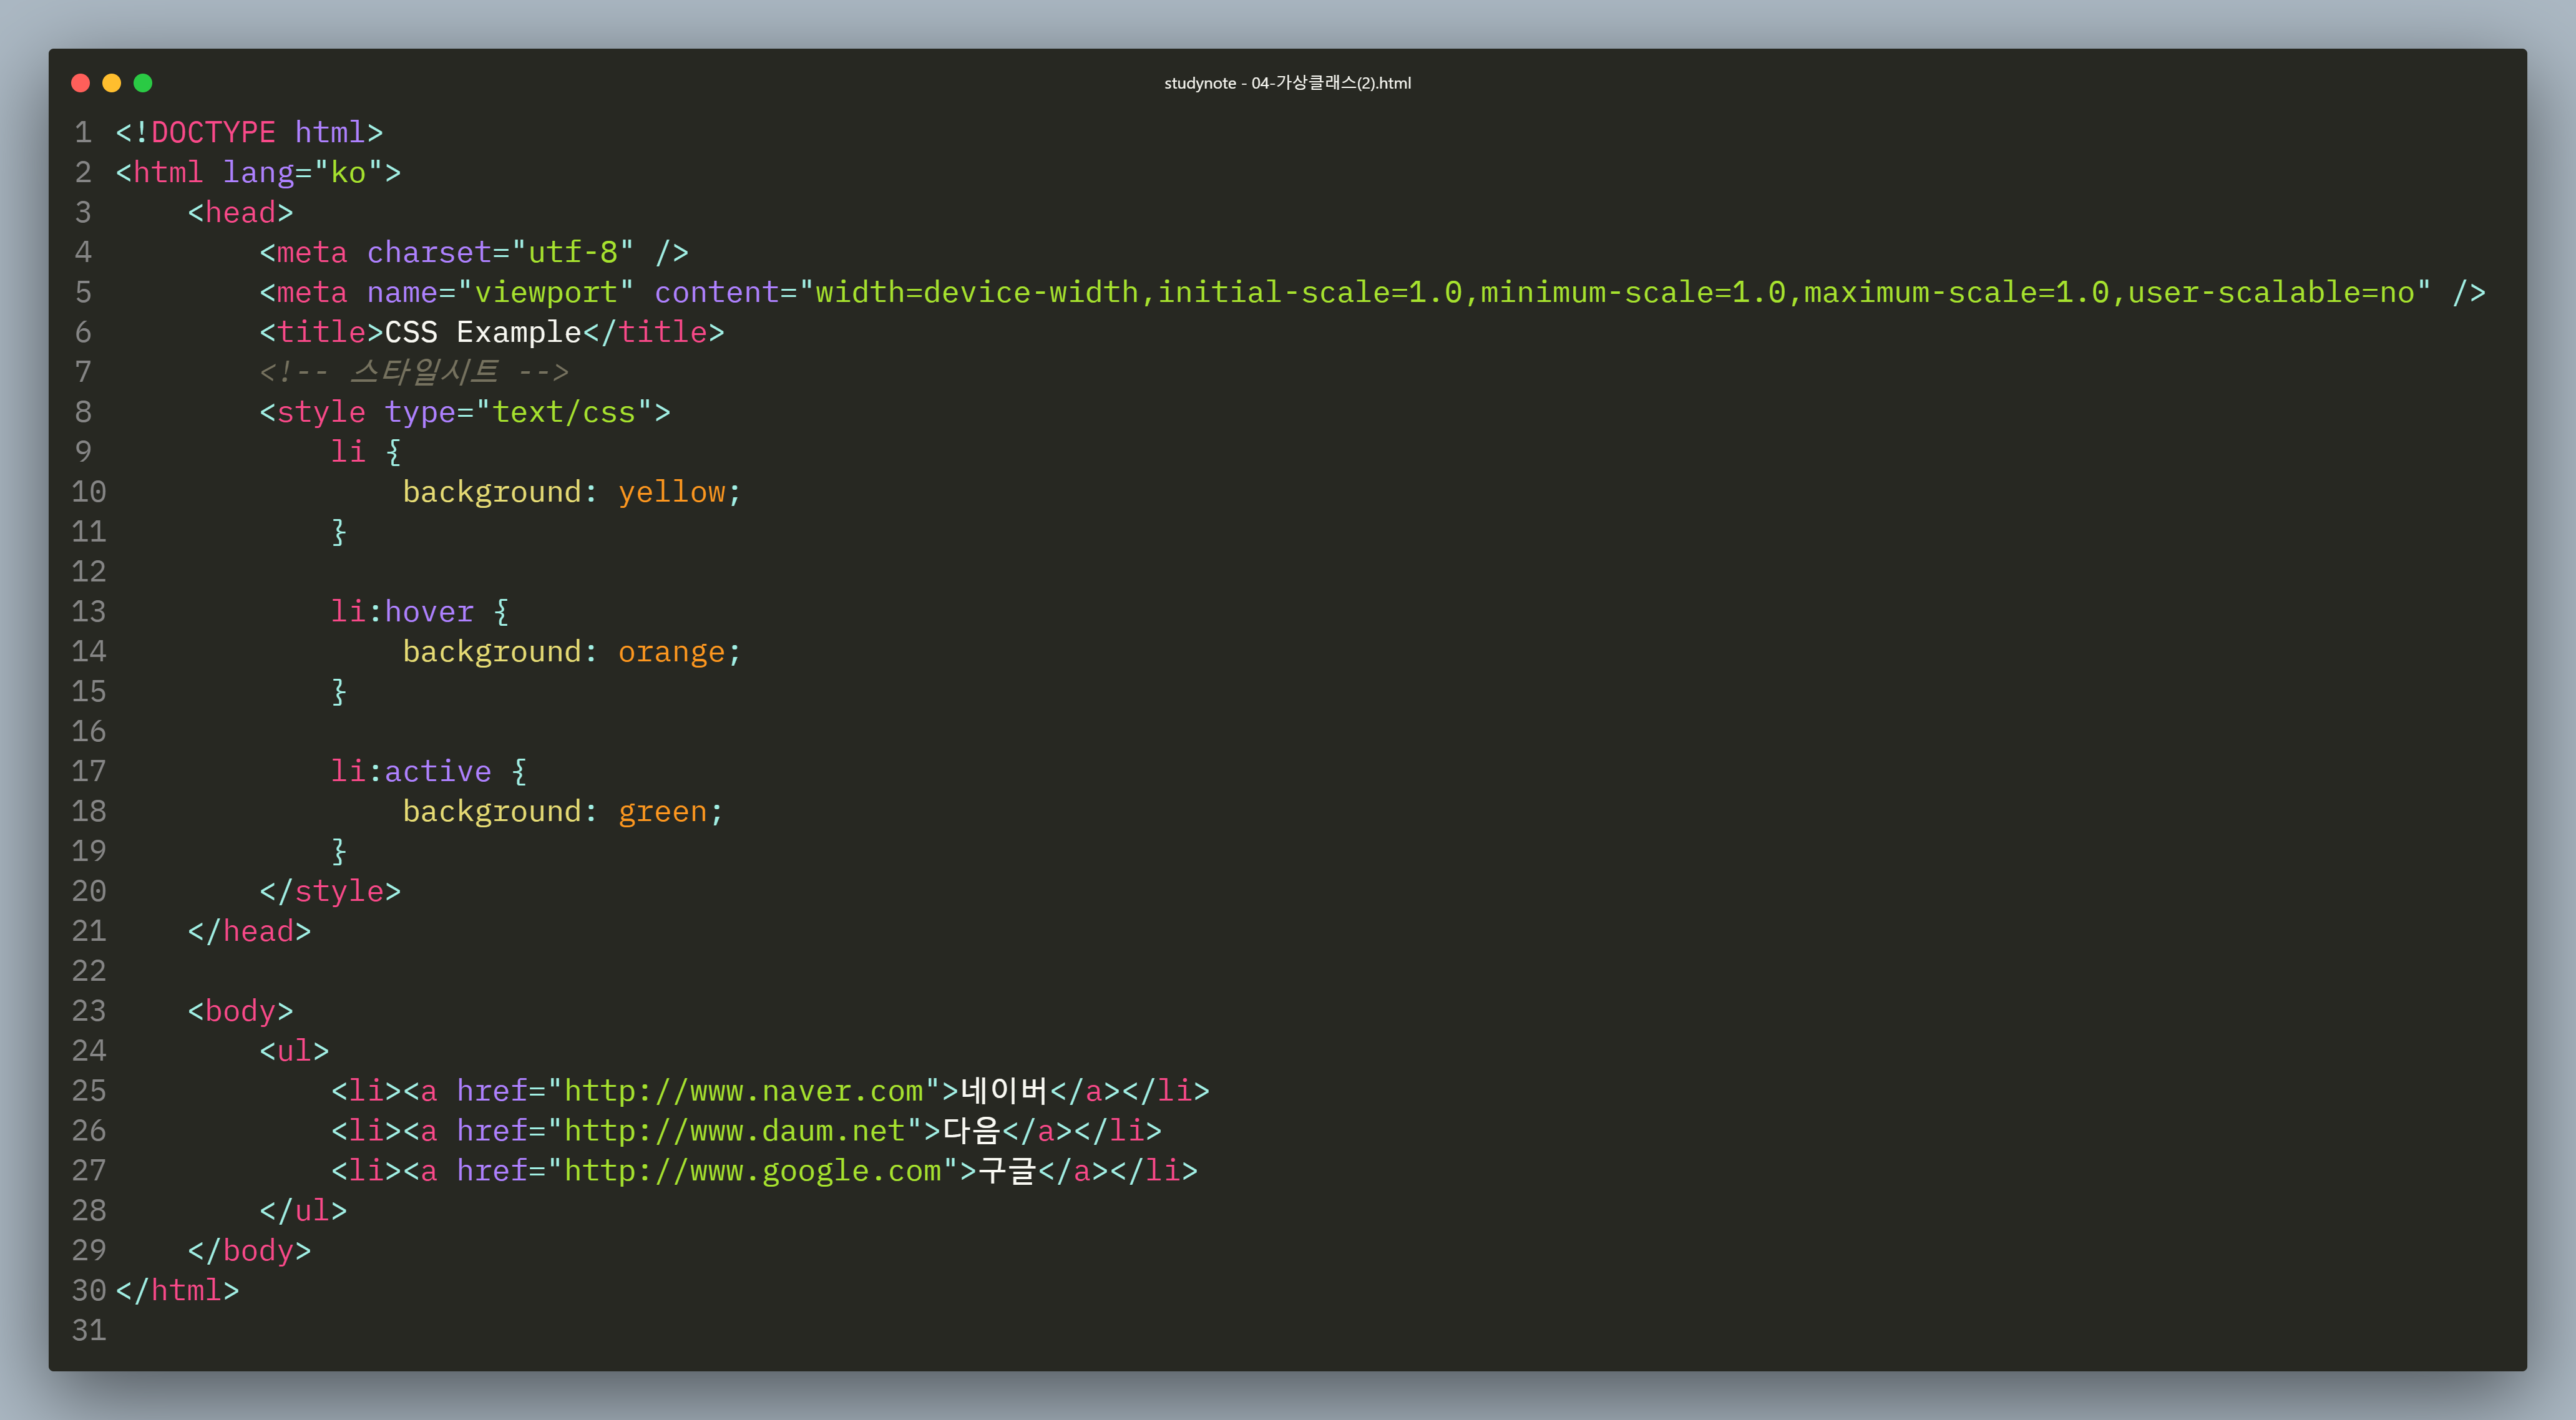 studynote - 04-가상클래스(2).html
1 <!DOCTYPE html>
2 <html lang="ko">
3     <head>
4         <meta charset="utf-8" />
5         <meta name="viewport" content="width=device-width,initial-scale=1.0,minimum-scale=1.0,maximum-scale=1.0,user-scalable=no" />
6         <title>CSS Example</title>
7         <!-- 스타일시트 -->
8         <style type="text/css">
9             li {
10                 background: yellow;
11             }
12
13             li:hover {
14                 background: orange;
15             }
16
17             li:active {
18                 background: green;
19             }
20         </style>
21     </head>
22
23     <body>
24         <ul>
25             <li><a href="http://www.naver.com">네이버</a></li>
26             <li><a href="http://www.daum.net">다음</a></li>
27             <li><a href="http://www.google.com">구글</a></li>
28         </ul>
29     </body>
30 </html>
31